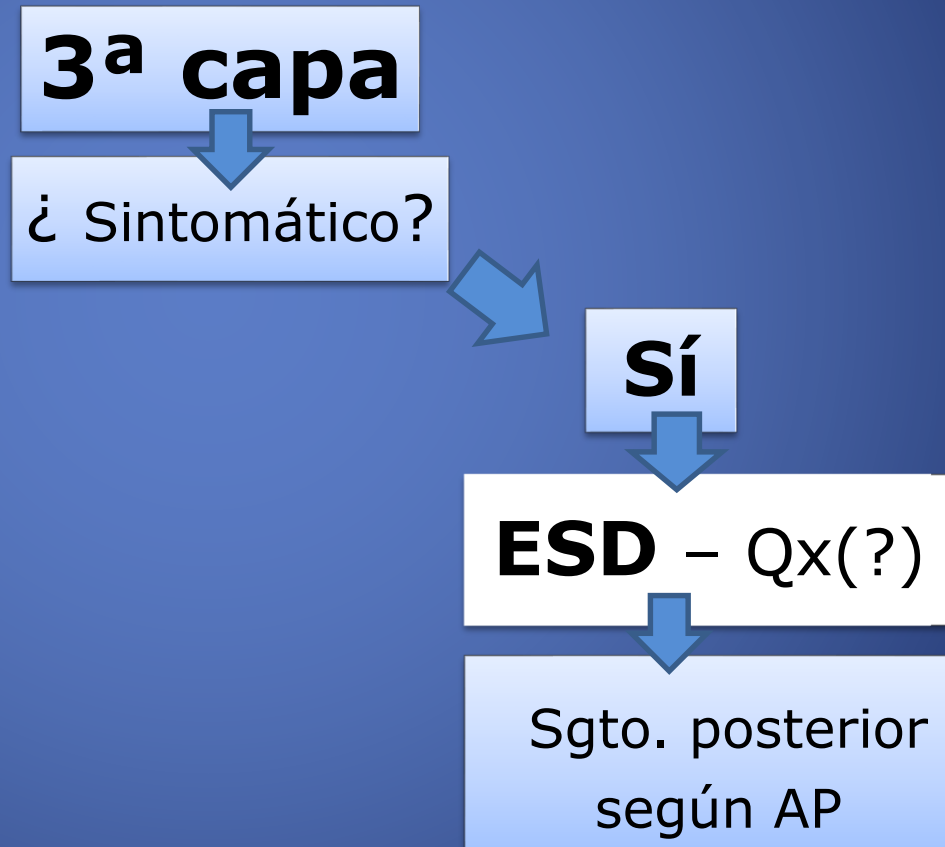 3ª capa
¿ Sintomático?
Sí
ESD – Qx(?)
Sgto. posterior
según AP